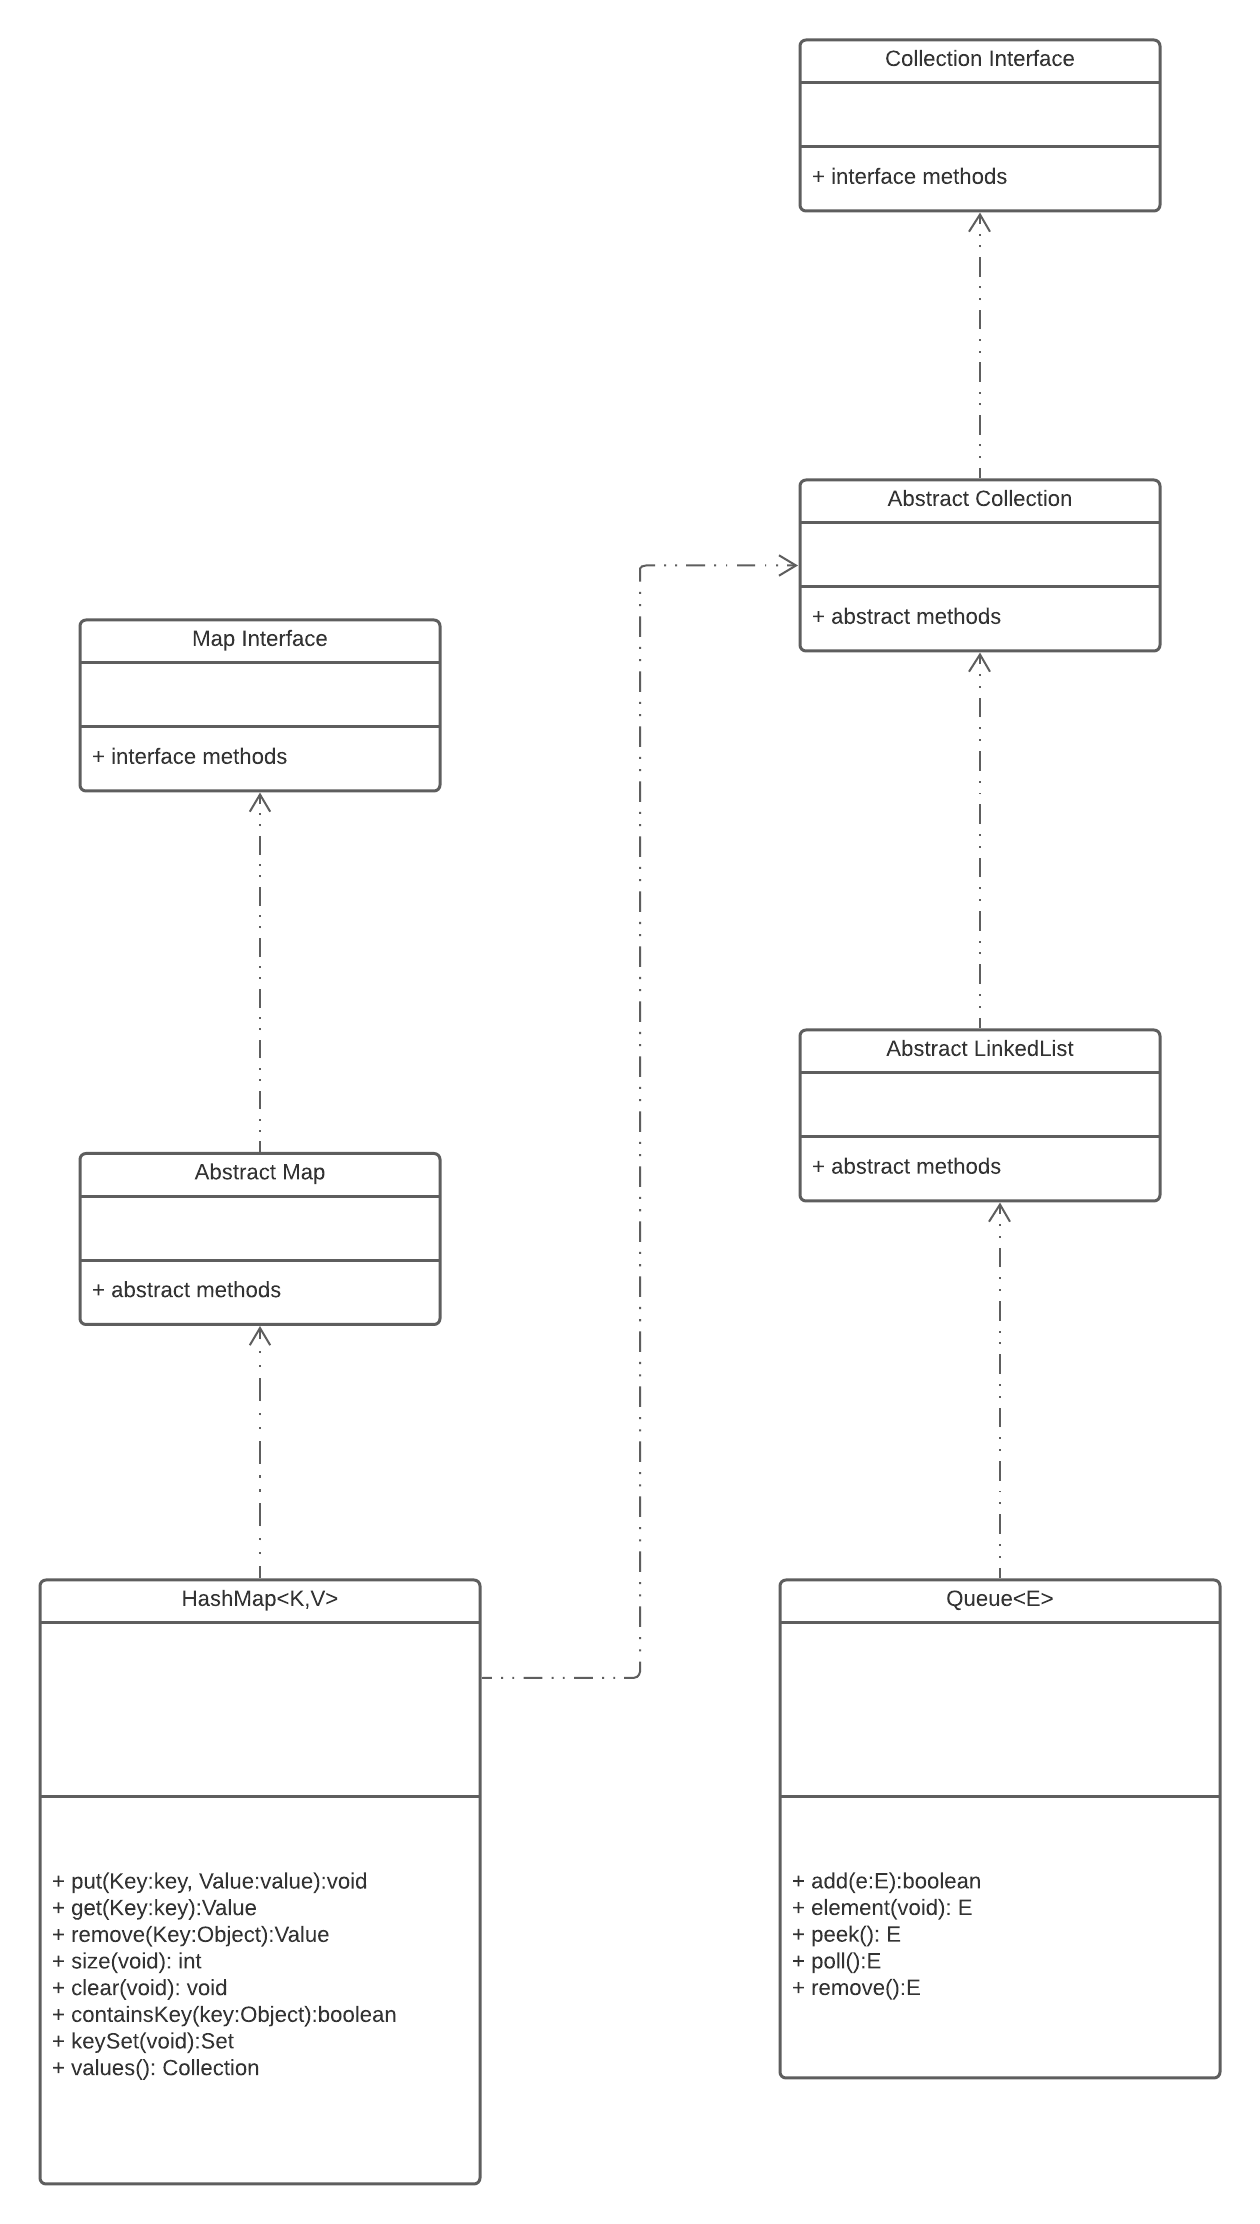 Collection Interface
+ interface methods
Abstract Collection
+ abstract methods
Map Interface
+ interface methods
Abstract LinkedList
+ abstract methods
Abstract Map
+ abstract methods
HashMap<K,V>
+ put(Key:key, Value:value):void
+ get(Key:key):Value
+ remove(Key:Object):Value
+ size(void): int
+ clear(void): void
+ containsKey(key:Object):boolean
+ keySet(void):Set
+ values(): Collection
Queue<E>
+ add(e:E):boolean
+ element(void): E
+ peek(): E
+ poll():E
+ remove():E